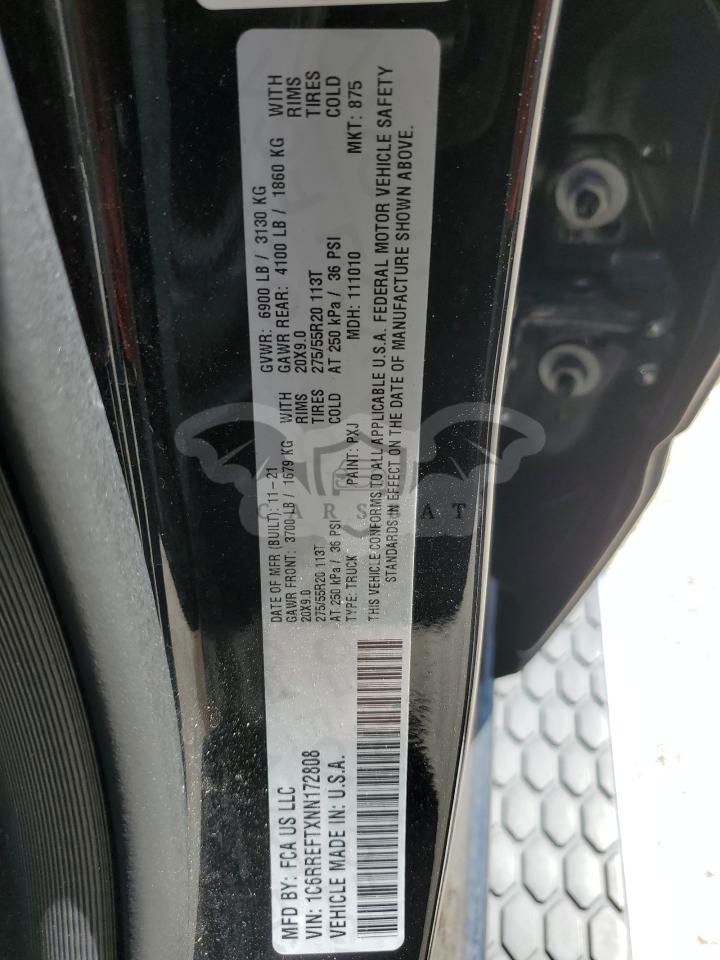 MFD BY: FCA US LLC
DATE OF MFR (BUILT): 11-21 GVWR: 6900 LB / 3130 KG
GAWR FRONT: 3700 LB / 1679 KG WITH GAWR REAR: 4100 LB / 1860 KG WITH
20X9.0 RIMS 20X9.0 RIMS
275/55R20 113T TIRES 275/55R20 113T TIRES
AT 250 kPa / 36 PSI COLD AT 250 kPa / 36 PSI COLD
VIN: 1C6RREFTXNN172808
TYPE: TRUCK PAINT: PXJ MDH: 111010 MKT: 875
VEHICLE MADE IN: U.S.A.
THIS VEHICLE CONFORMS TO ALL APPLICABLE U.S.A. FEDERAL MOTOR VEHICLE SAFETY
STANDARDS IN EFFECT ON THE DATE OF MANUFACTURE SHOWN ABOVE.